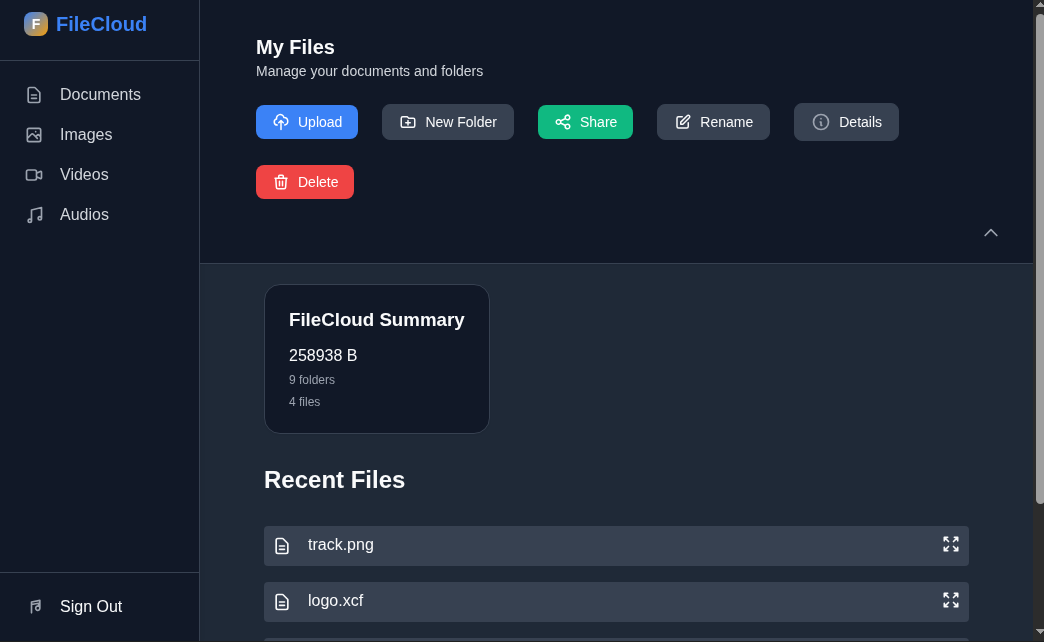 F FileCloud
Documents
Images
Videos
Audios
Sign Out
My Files
Manage your documents and folders
Upload
New Folder
Share
Rename
Details
Delete
FileCloud Summary
258938 B
9 folders
4 files
Recent Files
track.png
logo.xcf